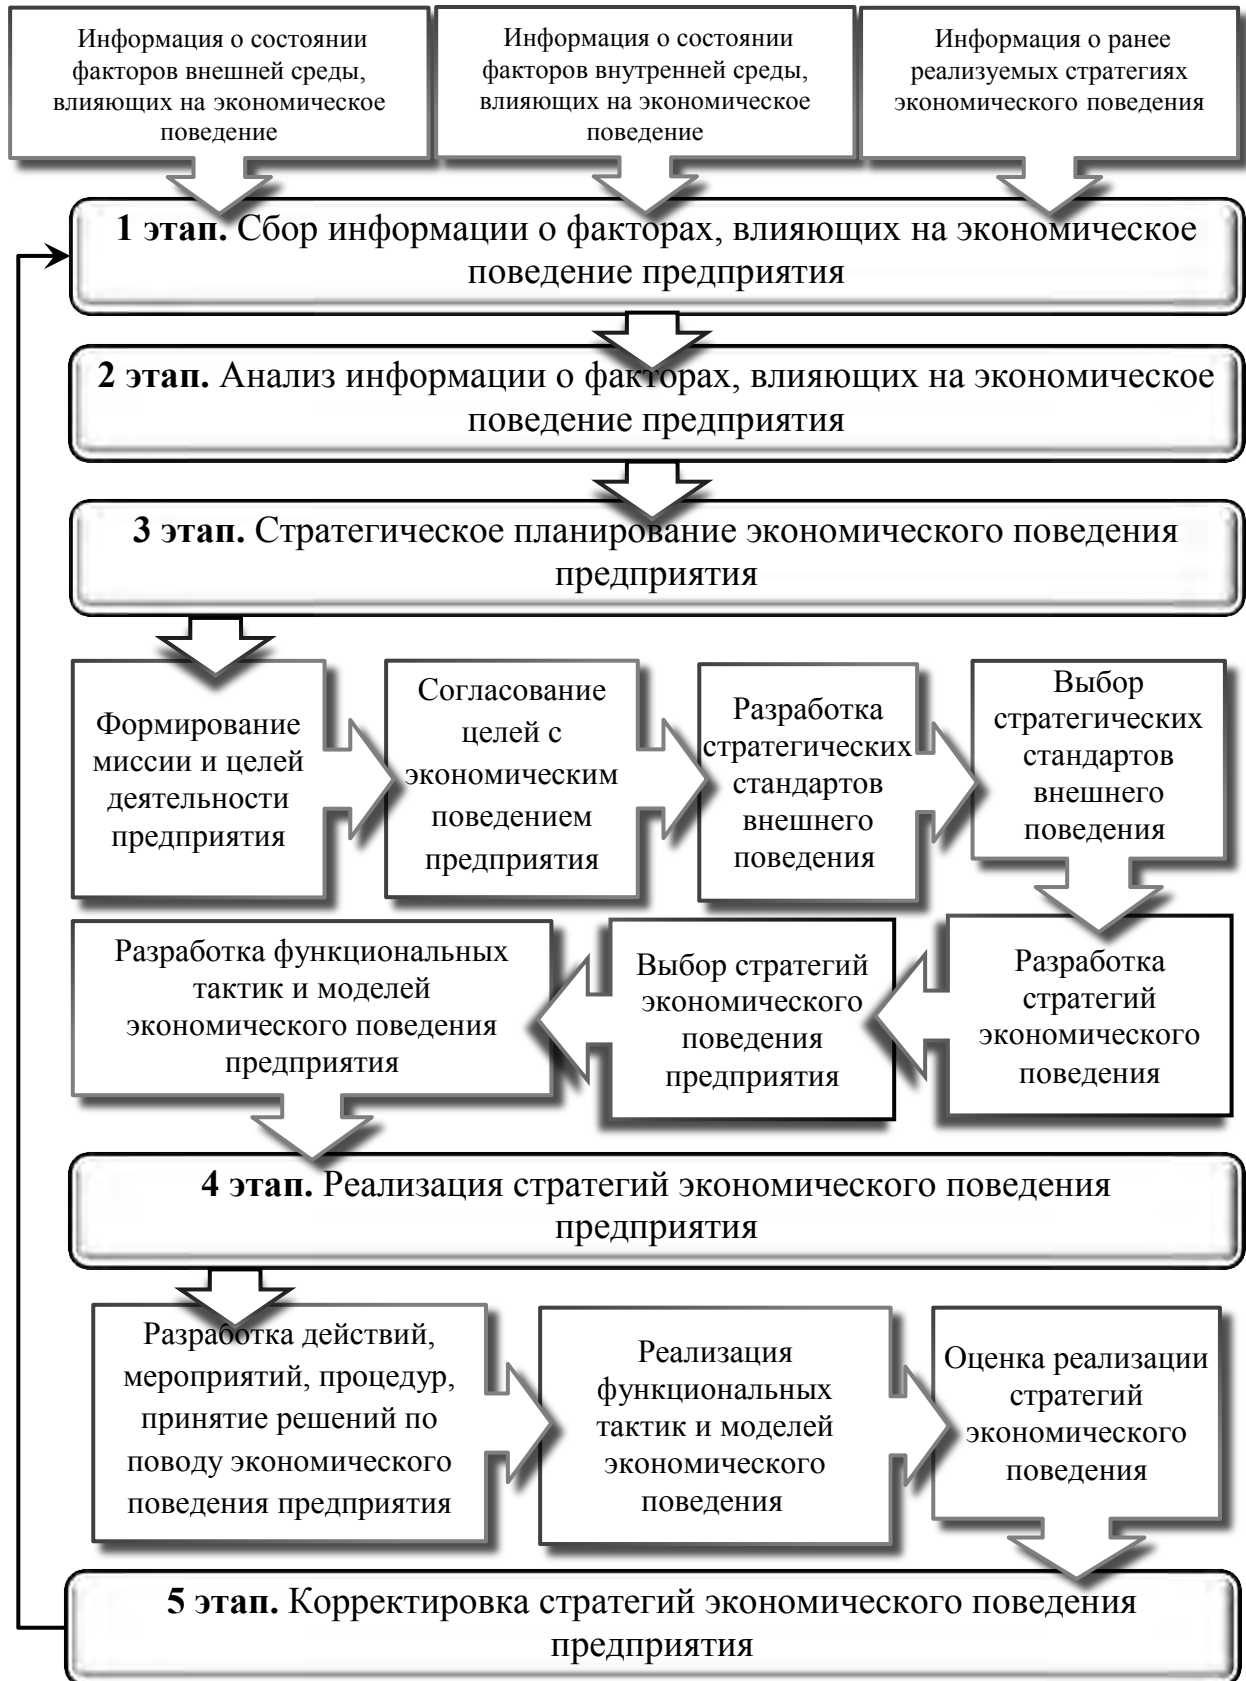 Информация о состоянии
факторов внешней среды,
влияющих на экономическое
поведение
Информация о состоянии
факторов внутренней среды,
влияющих на экономическое
поведение
Информация о ранее
реализуемых стратегиях
экономического поведения
1 этап. Сбор информации о факторах, влияющих на экономическое
поведение предприятия
2 этап. Анализ информации о факторах, влияющих на экономическое
поведение предприятия
3 этап. Стратегическое планирование экономического поведения
предприятия
Формирование
миссии и целей
деятельности
предприятия
Согласование
целей с
экономическим
поведением
предприятия
Разработка
стратегических
стандартов
внешнего
поведения
Выбор
стратегических
стандартов
внешнего
поведения
Разработка функциональных
тактик и моделей
экономического поведения
предприятия
Выбор стратегий
экономического
поведения
предприятия
Разработка
стратегий
экономического
поведения
4 этап. Реализация стратегий экономического поведения
предприятия
Разработка действий,
мероприятий, процедур,
принятие решений по
поводу экономического
поведения предприятия
Реализация
функциональных
тактик и моделей
экономического
поведения
Оценка реализации
стратегий
экономического
поведения
5 этап. Корректировка стратегий экономического поведения
предприятия